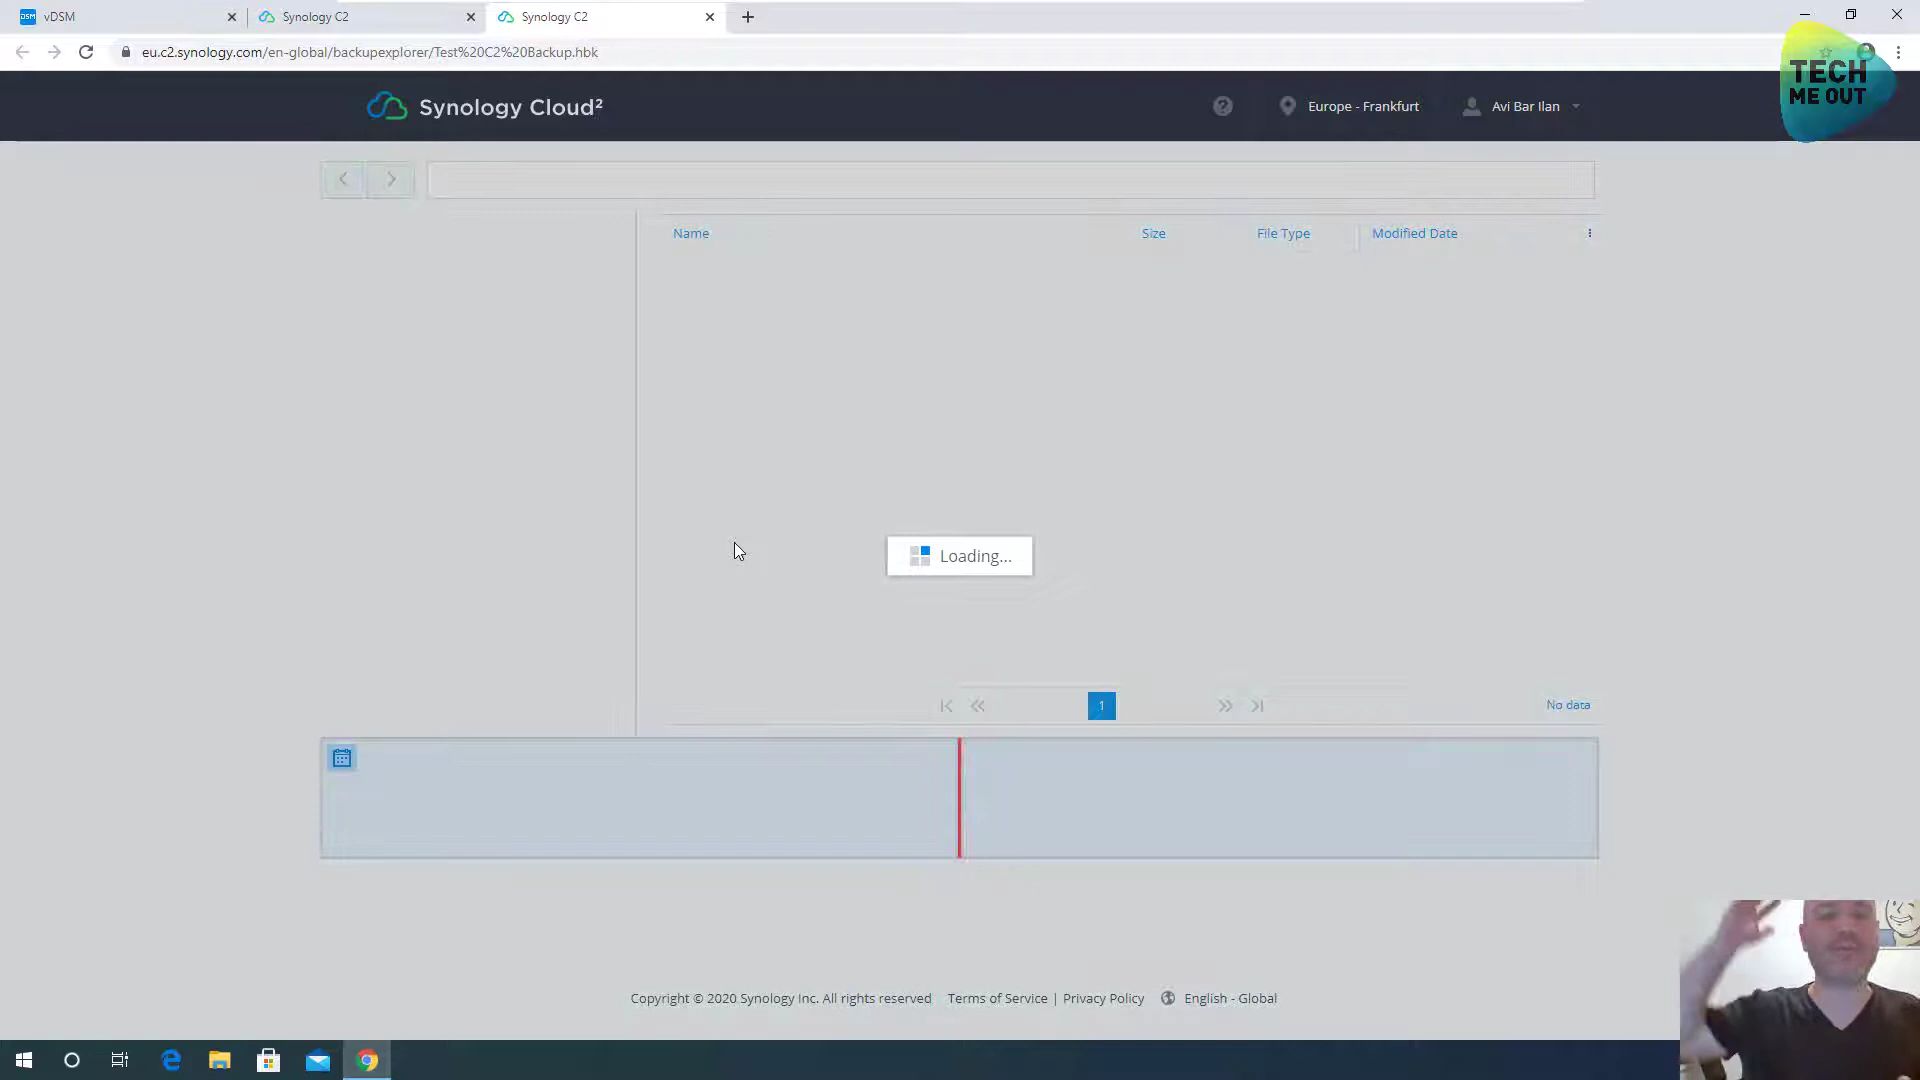 DSM vDSM
Synology C2
Synology C2
eu.c2.synology.com/en-global/backupexplorer/Test%20C2%20Backup.hbk
TECH
ME OUT
Synology Cloud²
Europe - Frankfurt
Avi Bar Ilan
Name
Size
File Type
Modified Date
Loading...
1
No data
Copyright © 2020 Synology Inc. All rights reserved
Terms of Service | Privacy Policy
English - Global